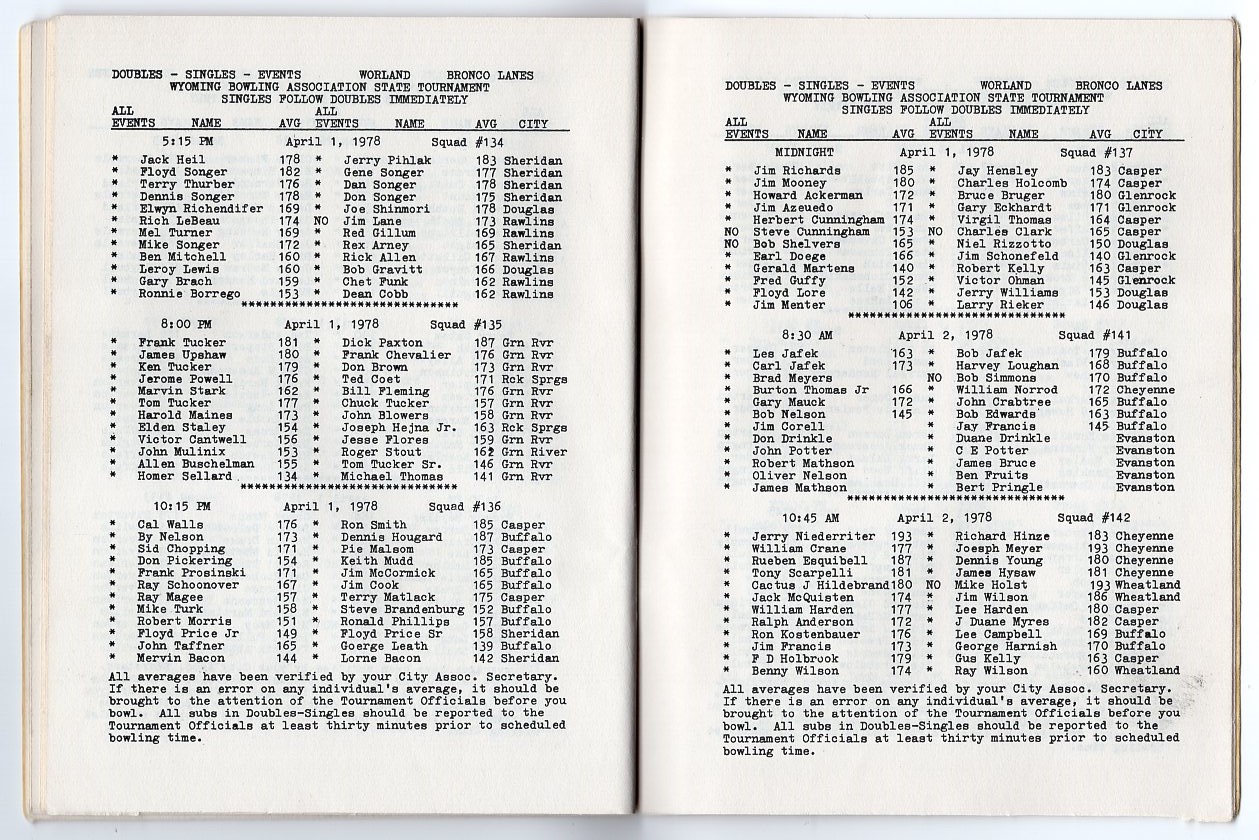 DOUBLES - SINGLES - EVENTS WORLAND BRONCO LANES
WYOMING BOWLING ASSOCIATION STATE TOURNAMENT
SINGLES FOLLOW DOUBLES IMMEDIATELY
ALL ALL
EVENTS NAME AVG EVENTS NAME AVG CITY
5:15 PM April 1, 1978 Squad #134
* Jack Heil 178 * Jerry Pihlak 183 Sheridan
* Floyd Songer 182 * Gene Songer 177 Sheridan
* Terry Thurber 176 * Dan Songer 178 Sheridan
* Dennis Songer 178 * Don Songer 175 Sheridan
* Elwyn Richendifer 169 * Joe Shinmori 178 Douglas
* Rich LeBeau 174 NO Jim Lane 173 Rawlins
* Mel Turner 169 * Red Gillum 169 Rawlins
* Mike Songer 172 * Rex Arney 165 Sheridan
* Ben Mitchell 160 * Rick Allen 167 Rawlins
* Leroy Lewis 160 * Bob Gravitt 166 Douglas
* Gary Brach 159 * Chet Funk 162 Rawlins
* Ronnie Borrego 153 * Dean Cobb 162 Rawlins
*******************************
8:00 PM April 1, 1978 Squad #135
* Frank Tucker 181 * Dick Paxton 187 Grn Rvr
* James Upshaw 180 * Frank Chevalier 176 Grn Rvr
* Ken Tucker 179 * Don Brown 173 Grn Rvr
* Jerome Powell 176 * Ted Coet 171 Rck Sprgs
* Marvin Stark 162 * Bill Fleming 176 Grn Rvr
* Tom Tucker 177 * Chuck Tucker 157 Grn Rvr
* Harold Maines 173 * John Blowers 158 Grn Rvr
* Elden Staley 154 * Joseph Hejna Jr. 163 Rck Sprgs
* Victor Cantwell 156 * Jesse Flores 159 Grn Rvr
* John Mulinix 153 * Roger Stout 162 Grn River
* Allen Buschelman 155 * Tom Tucker Sr. 146 Grn Rvr
* Homer Sellard 134 * Michael Thomas 141 Grn Rvr
*******************************
10:15 PM April 1, 1978 Squad #136
* Cal Walls 176 * Ron Smith 185 Casper
* By Nelson 173 * Dennis Hougard 187 Buffalo
* Sid Chopping 171 * Pie Malsom 173 Casper
* Don Pickering 154 * Keith Mudd 185 Buffalo
* Frank Prosinski 171 * Jim McCormick 165 Buffalo
* Ray Schoonover 167 * Jim Cook 165 Buffalo
* Ray Magee 157 * Terry Matlack 175 Casper
* Mike Turk 158 * Steve Brandenburg 152 Buffalo
* Robert Morris 151 * Ronald Phillips 157 Buffalo
* Floyd Price Jr 149 * Floyd Price Sr 158 Sheridan
* John Taffner 165 * Goerge Leath 139 Buffalo
* Mervin Bacon 144 * Lorne Bacon 142 Sheridan
All averages have been verified by your City Assoc. Secretary.
If there is an error on any individual's average, it should be
brought to the attention of the Tournament Officials before you
bowl. All subs in Doubles-Singles should be reported to the
Tournament Officials at least thirty minutes prior to scheduled
bowling time.
DOUBLES - SINGLES - EVENTS WORLAND BRONCO LANES
WYOMING BOWLING ASSOCIATION STATE TOURNAMENT
SINGLES FOLLOW DOUBLES IMMEDIATELY
ALL ALL
EVENTS NAME AVG EVENTS NAME AVG CITY
MIDNIGHT April 1, 1978 Squad #137
* Jim Richards 185 * Jay Hensley 183 Casper
* Jim Mooney 180 * Charles Holcomb 174 Casper
* Howard Ackerman 172 * Bruce Bruger 180 Glenrock
* Jim Azeuedo 171 * Gary Eckhardt 171 Glenrock
* Herbert Cunningham 174 * Virgil Thomas 164 Casper
NO Steve Cunningham 153 NO Charles Clark 165 Casper
NO Bob Shelvers 165 * Niel Rizzotto 150 Douglas
* Earl Doege 166 * Jim Schonefeld 140 Glenrock
* Gerald Martens 140 * Robert Kelly 163 Casper
* Fred Guffy 152 * Victor Ohman 145 Glenrock
* Floyd Lore 142 * Jerry Williams 153 Douglas
* Jim Menter 106 * Larry Rieker 146 Douglas
*******************************
8:30 AM April 2, 1978 Squad #141
* Les Jafek 163 * Bob Jafek 179 Buffalo
* Carl Jafek 173 * Harvey Loughan 168 Buffalo
* Brad Meyers NO Bob Simmons 170 Buffalo
* Burton Thomas Jr 166 * William Norrod 172 Cheyenne
* Gary Mauck 172 * John Crabtree 165 Buffalo
* Bob Nelson 145 * Bob Edwards 163 Buffalo
* Jim Corell * Jay Francis 145 Buffalo
* Don Drinkle * Duane Drinkle Evanston
* John Potter * C E Potter Evanston
* Robert Mathson * James Bruce Evanston
* Oliver Nelson * Ben Fruits Evanston
* James Mathson * Bert Pringle Evanston
*******************************
10:45 AM April 2, 1978 Squad #142
* Jerry Niederriter 193 * Richard Hinze 183 Cheyenne
* William Crane 177 * Joesph Meyer 193 Cheyenne
* Rueben Esquibell 187 * Dennis Young 180 Cheyenne
* Tony Scarpelli 181 * James Hysaw 181 Cheyenne
* Cactus J Hildebrand 180 NO Mike Holst 193 Wheatland
* Jack McQuisten 174 * Jim Wilson 186 Wheatland
* William Harden 177 * Lee Harden 180 Casper
* Ralph Anderson 172 * J Duane Myres 182 Casper
* Ron Kostenbauer 176 * Lee Campbell 169 Buffalo
* Jim Francis 173 * George Harnish 170 Buffalo
* F D Holbrook 179 * Gus Kelly 163 Casper
* Benny Wilson 174 * Ray Wilson 160 Wheatland
All averages have been verified by your City Assoc. Secretary.
If there is an error on any individual's average, it should be
brought to the attention of the Tournament Officials before you
bowl. All subs in Doubles-Singles should be reported to the
Tournament Officials at least thirty minutes prior to scheduled
bowling time.